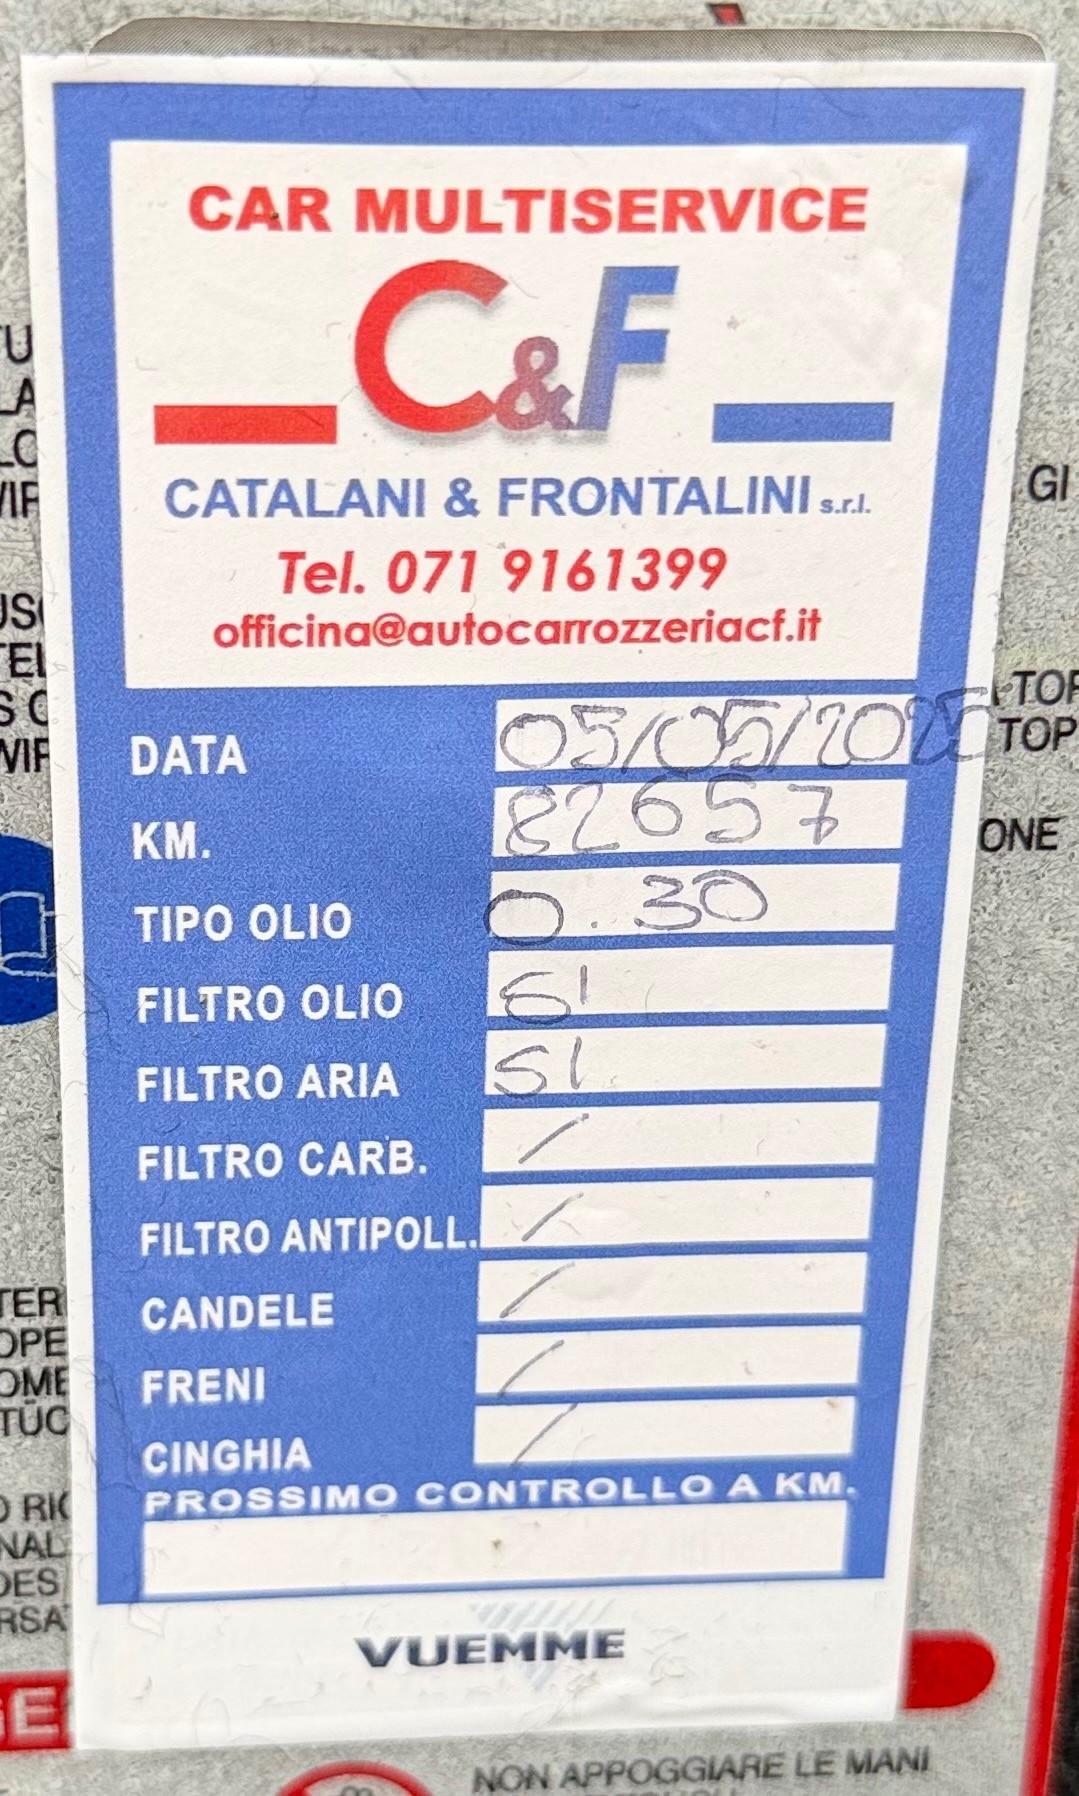 CAR MULTISERVICE
C&F
CATALANI & FRONTALINI s.r.l.
Tel. 071 9161399
officina@autocarrozzeriacf.it
DATA 05/05/2025
KM. 82657
TIPO OLIO 0.30
FILTRO OLIO SI
FILTRO ARIA SI
FILTRO CARB. /
FILTRO ANTIPOLL. /
CANDELE /
FRENI /
CINGHIA /
PROSSIMO CONTROLLO A KM.
VUEMME
NON APPOGGIARE LE MANI